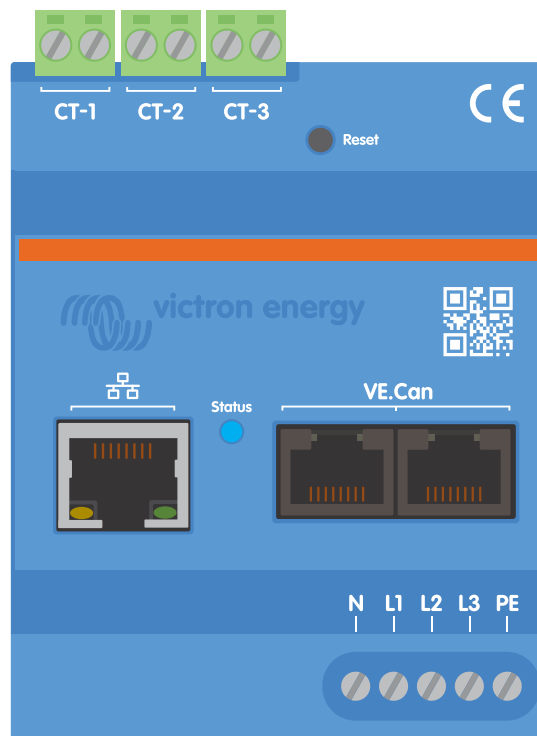 CT-1 CT-2 CT-3
CE
Reset
victron energy
Status
VE.Can
N L1 L2 L3 PE